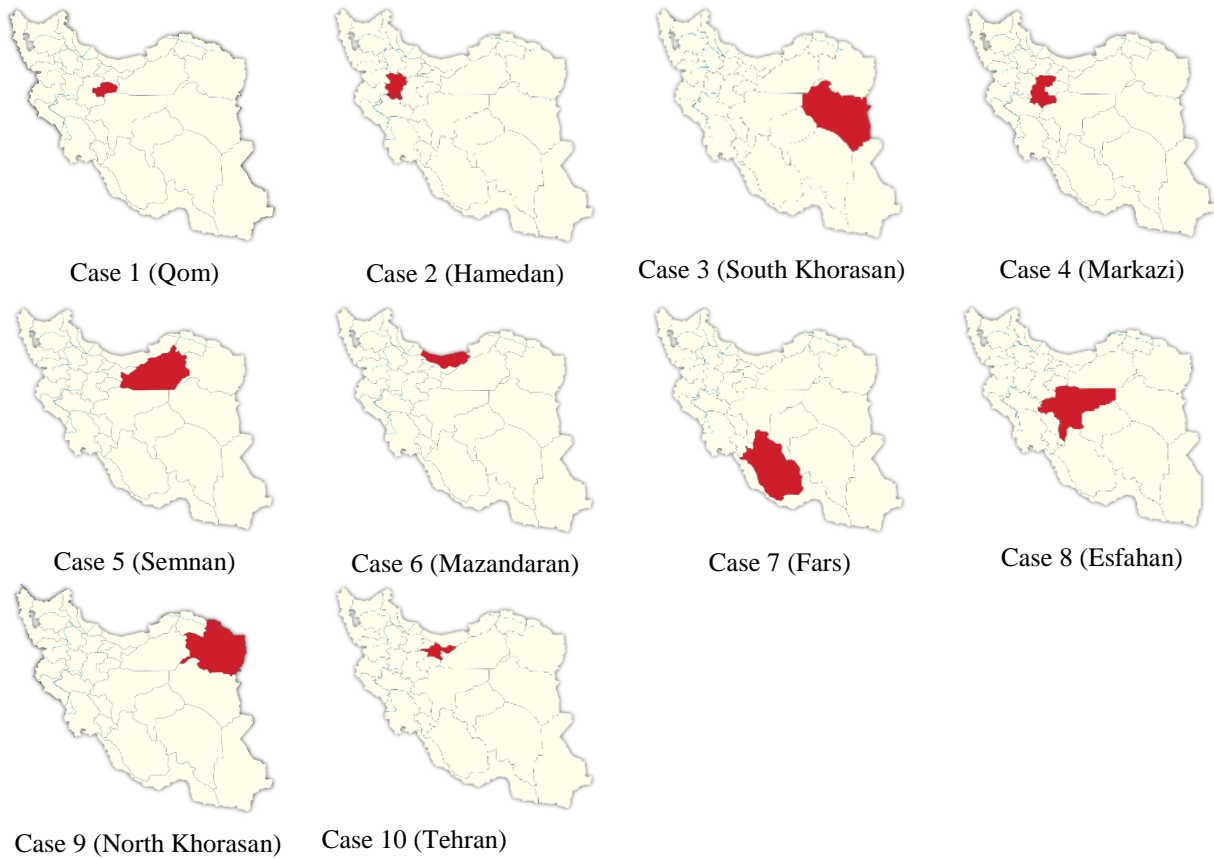 Case 1 (Qom)
Case 2 (Hamedan)
Case 3 (South Khorasan)
Case 4 (Markazi)
Case 5 (Semnan)
Case 6 (Mazandaran)
Case 7 (Fars)
Case 8 (Esfahan)
Case 9 (North Khorasan)
Case 10 (Tehran)